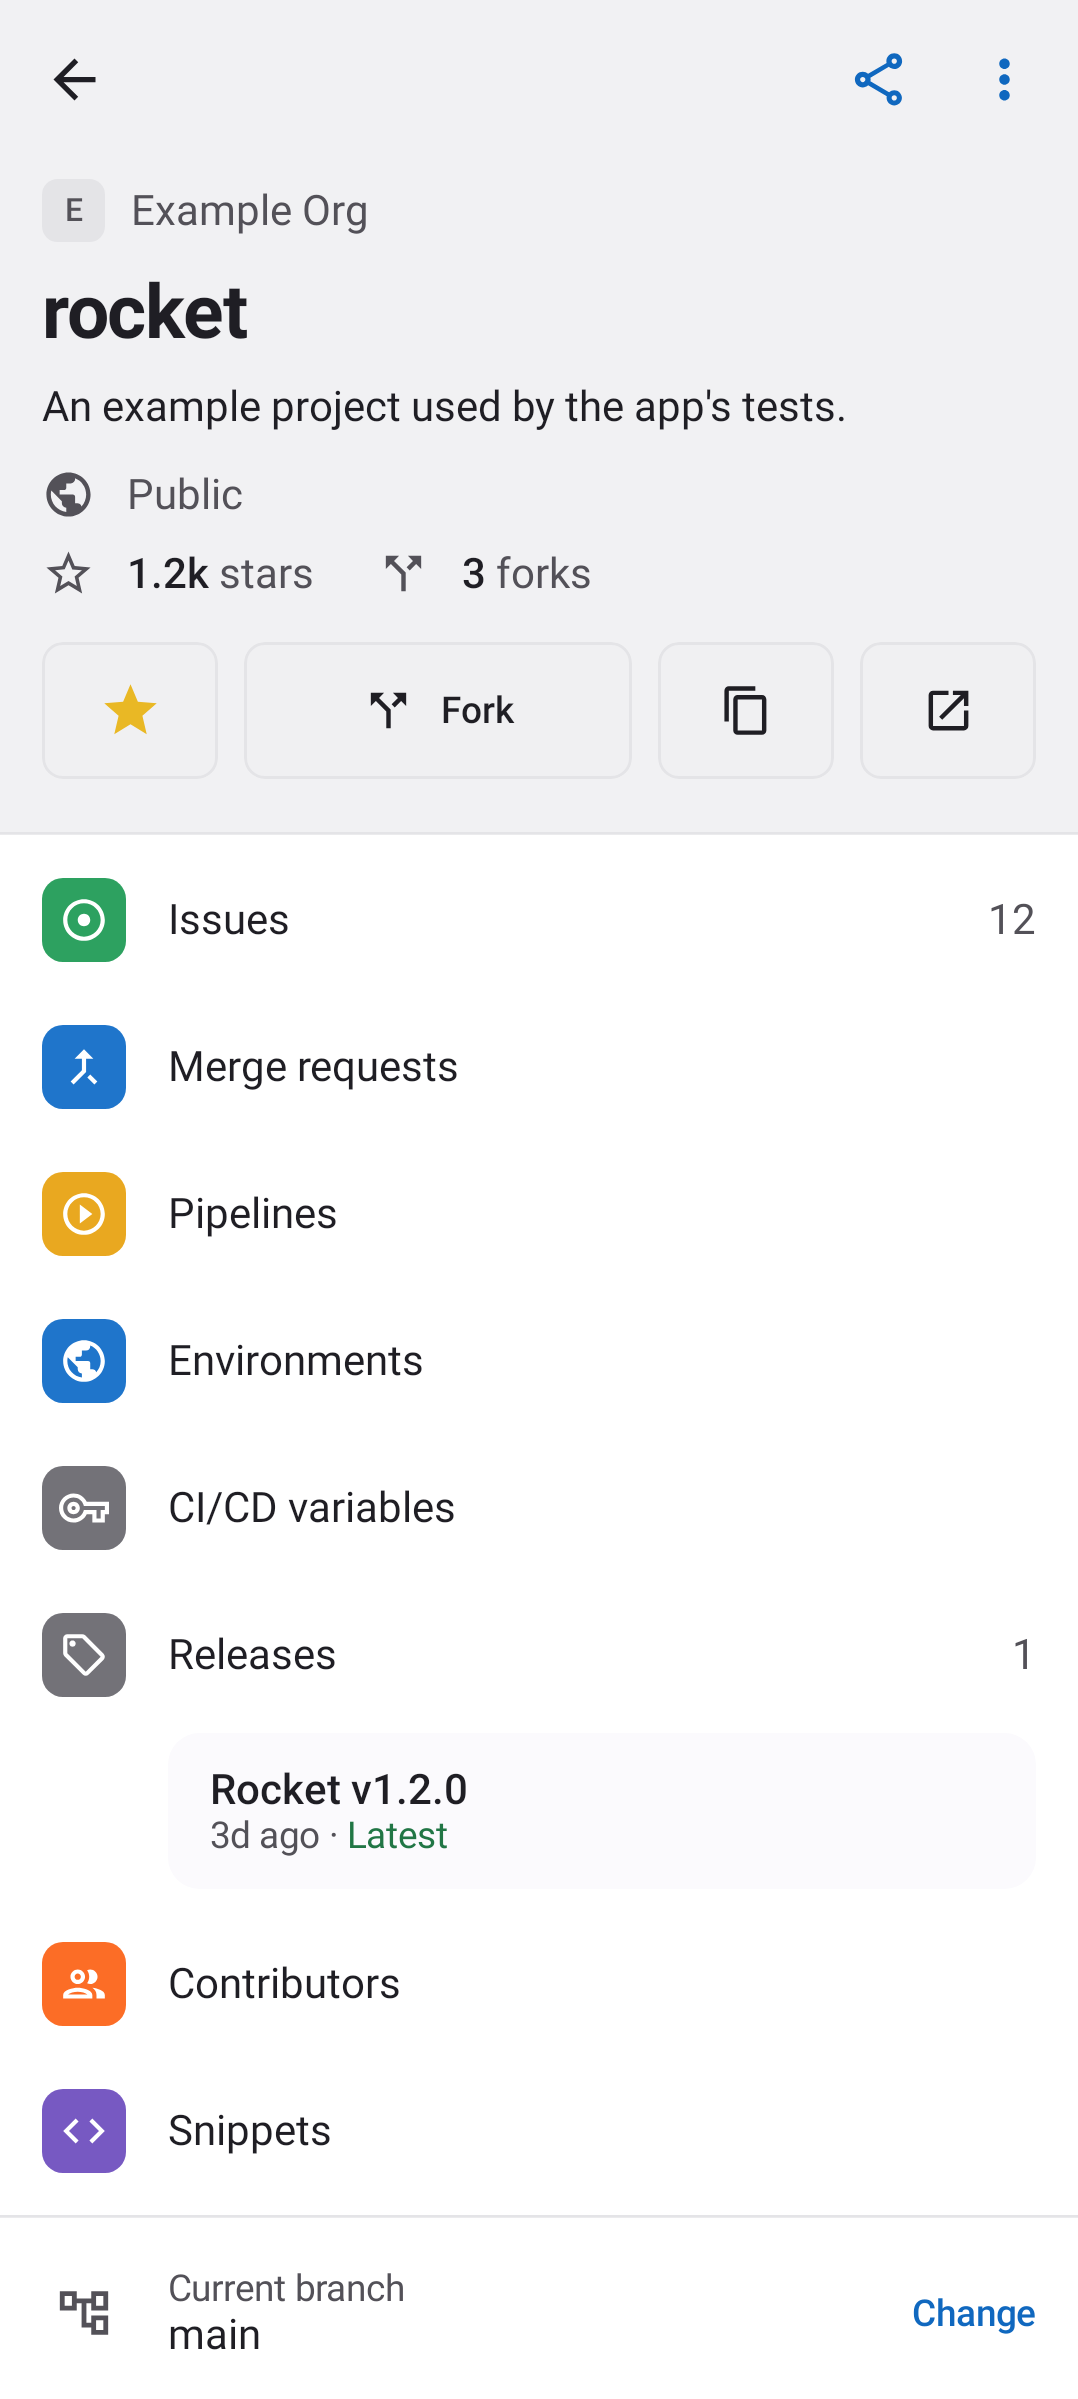 E Example Org
rocket
An example project used by the app's tests.
Public
1.2k stars 3 forks
Fork
Issues 12
Merge requests
Pipelines
Environments
CI/CD variables
Releases 1
Rocket v1.2.0
3d ago · Latest
Contributors
Snippets
Current branch
main
Change